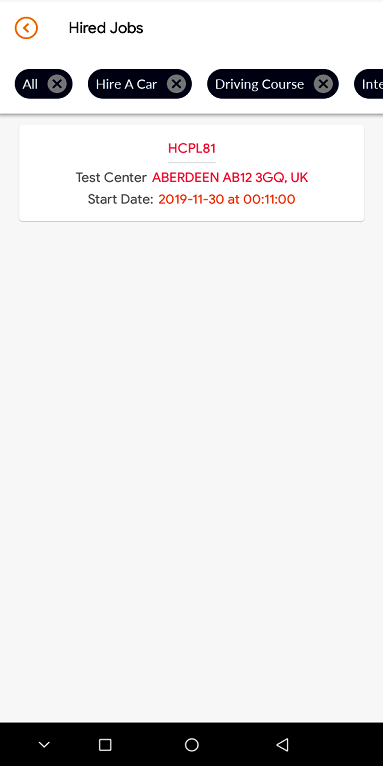 Hired Jobs
All Hire A Car Driving Course Inte
HCPL81
Test Center ABERDEEN AB12 3GQ, UK
Start Date: 2019-11-30 at 00:11:00